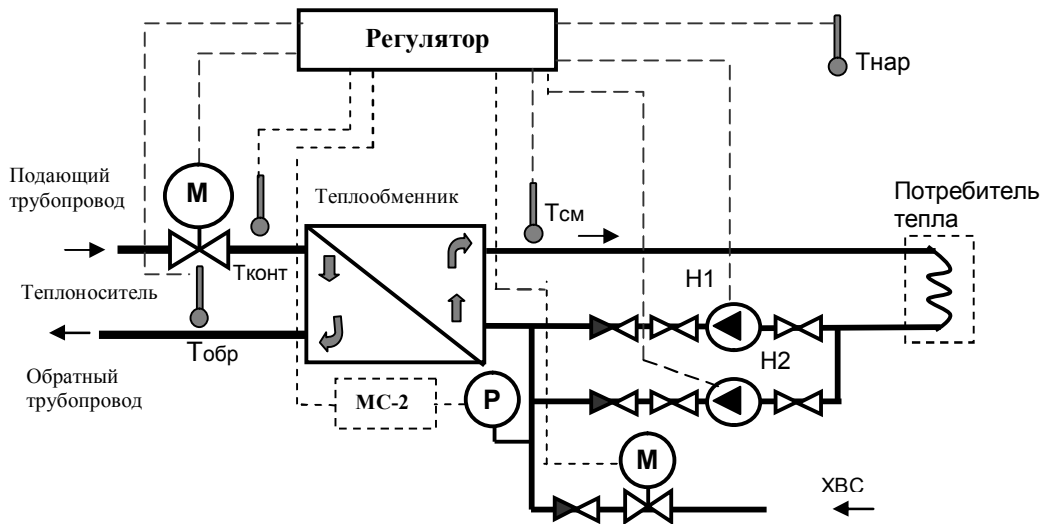 Регулятор
Тнар
Подающий
трубопровод
М
Теплообменник
Тсм
Потребитель
тепла
Тконт
Н1
Теплоноситель
Тобр
Н2
Обратный
трубопровод
МС-2
Р
М
ХВС